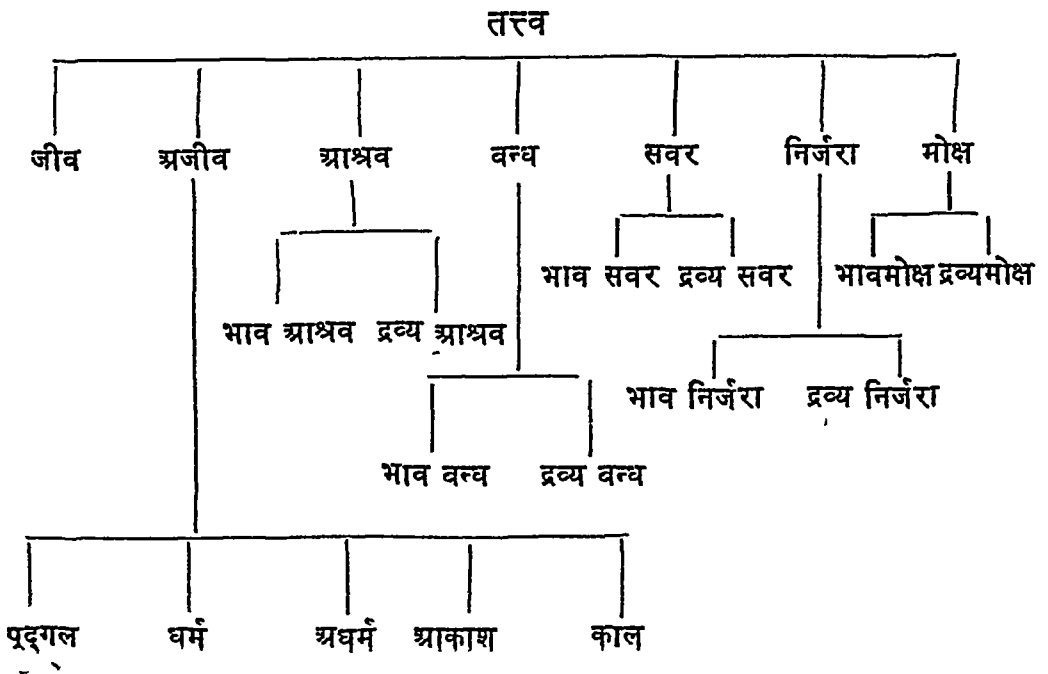 तत्त्व
जीव अजीव आश्रव वन्ध सवर निर्जरा मोक्ष
भाव सवर द्रव्य सवर भावमोक्ष द्रव्यमोक्ष
भाव आश्रव द्रव्य आश्रव
भाव निर्जरा द्रव्य निर्जरा
भाव वन्ध द्रव्य वन्ध
पुद्गल धर्म अधर्म आकाश काल